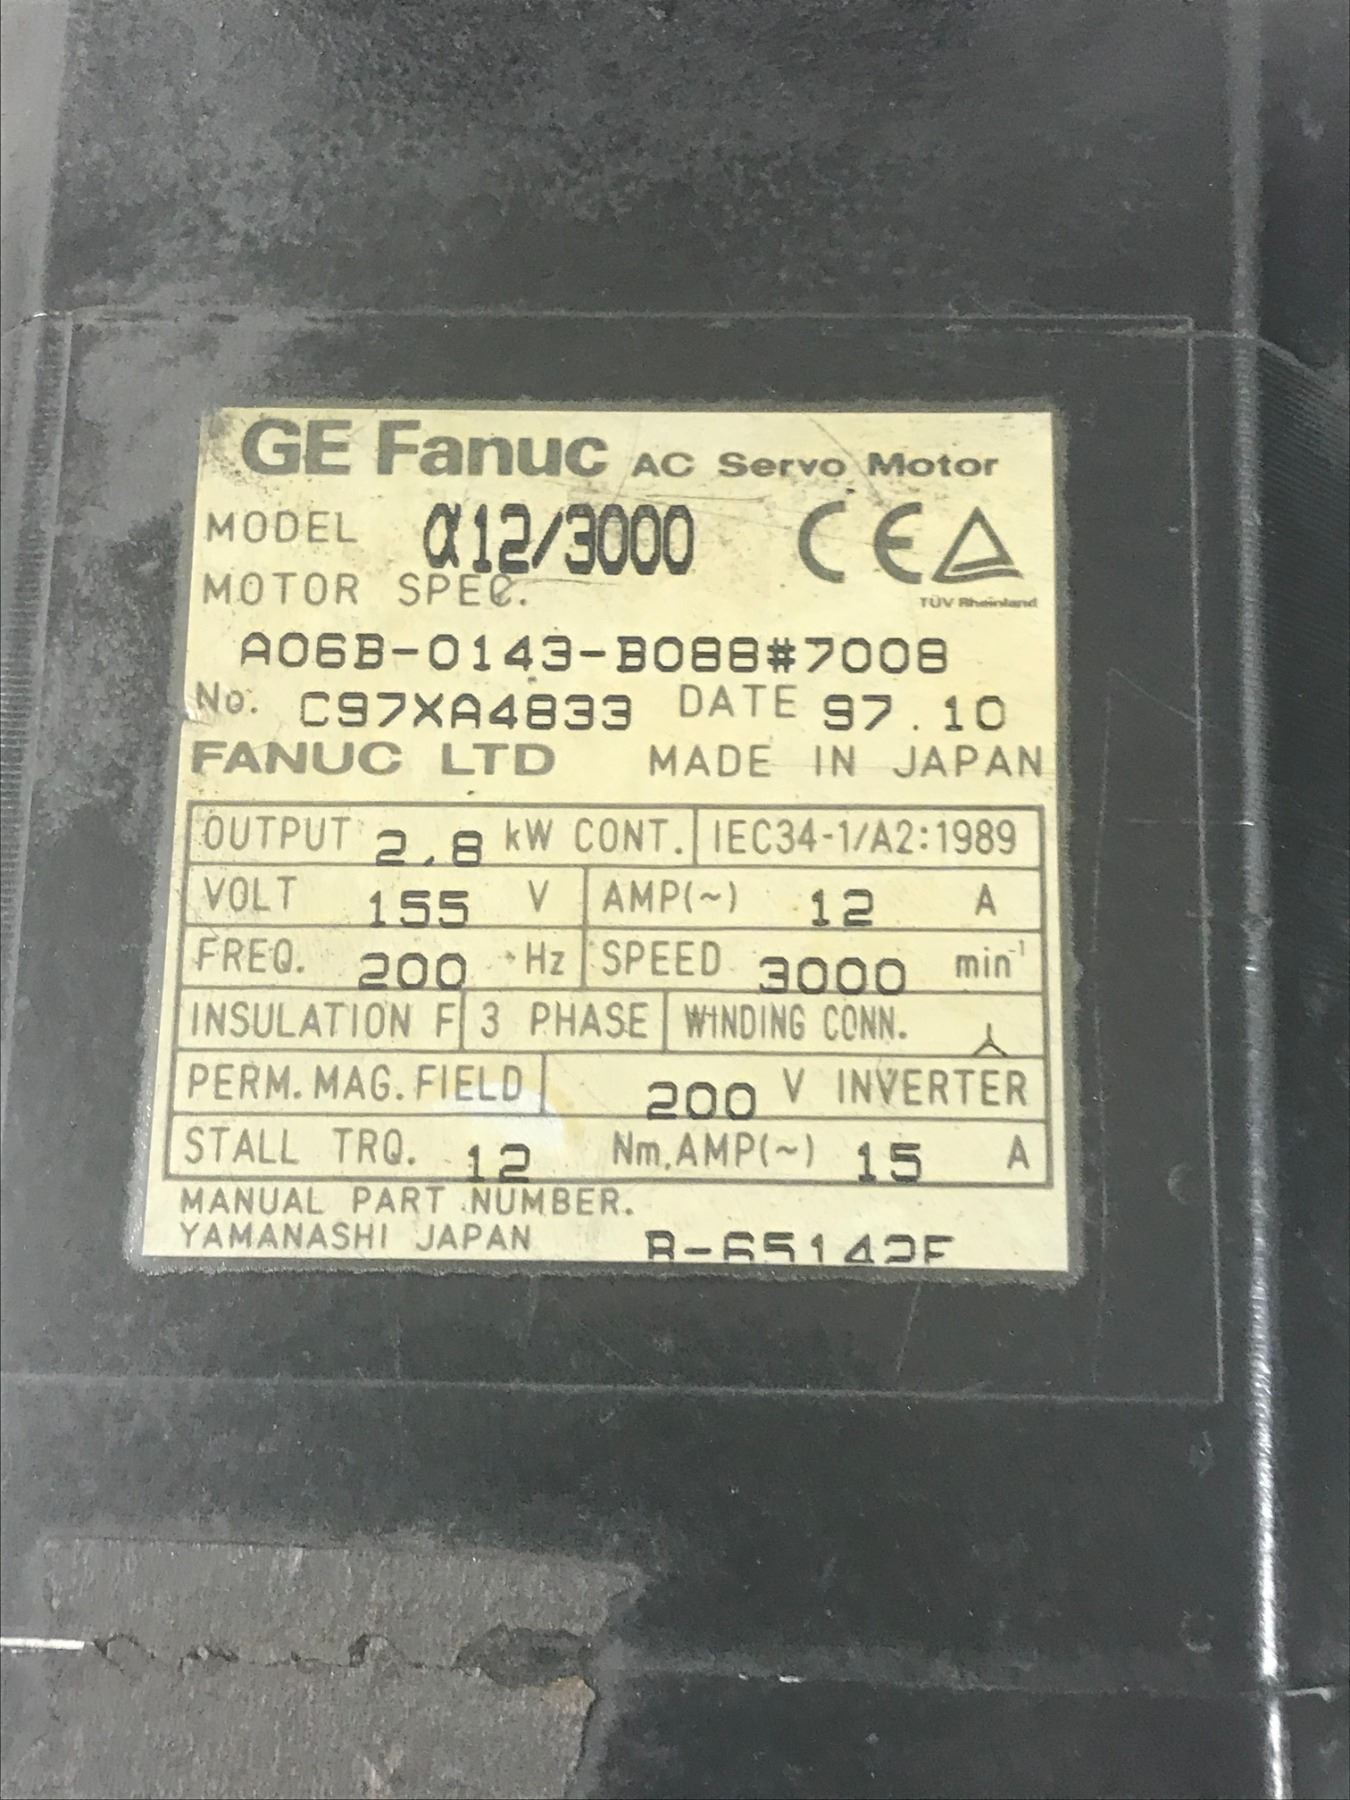 GE Fanuc AC Servo Motor
MODEL α12/3000 CE
MOTOR SPEC.
TÜV Rheinland
A06B-0143-B088#7008
No. C97XA4833 DATE 97.10
FANUC LTD MADE IN JAPAN
OUTPUT 2.8 kW CONT. IEC34-1/A2:1989
VOLT 155 V AMP(~) 12 A
FREQ. 200 Hz SPEED 3000 min⁻¹
INSULATION F 3 PHASE WINDING CONN.
PERM. MAG. FIELD 200 V INVERTER
STALL TRQ. 12 Nm. AMP(~) 15 A
MANUAL PART NUMBER.
YAMANASHI JAPAN B-65142E